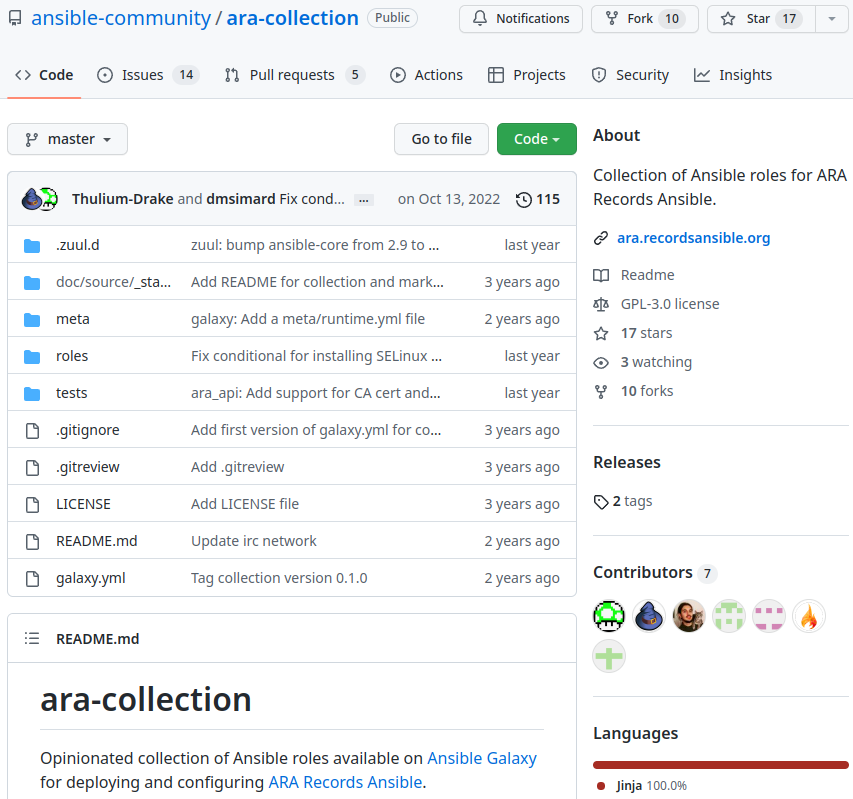 ansible-community / ara-collection Public Notifications Fork 10 Star 17
Code Issues 14 Pull requests 5 Actions Projects Security Insights
master Go to file Code
Thulium-Drake and dmsimard Fix cond... ... on Oct 13, 2022 115
.zuul.d zuul: bump ansible-core from 2.9 to ... last year
doc/source/_sta... Add README for collection and mark... 3 years ago
meta galaxy: Add a meta/runtime.yml file 2 years ago
roles Fix conditional for installing SELinux ... last year
tests ara_api: Add support for CA cert and... last year
.gitignore Add first version of galaxy.yml for co... 3 years ago
.gitreview Add .gitreview 3 years ago
LICENSE Add LICENSE file 3 years ago
README.md Update irc network 2 years ago
galaxy.yml Tag collection version 0.1.0 2 years ago
README.md
ara-collection
Opinionated collection of Ansible roles available on Ansible Galaxy
for deploying and configuring ARA Records Ansible.
About
Collection of Ansible roles for ARA
Records Ansible.
ara.recordsansible.org
Readme
GPL-3.0 license
17 stars
3 watching
10 forks
Releases
2 tags
Contributors 7
Languages
Jinja 100.0%